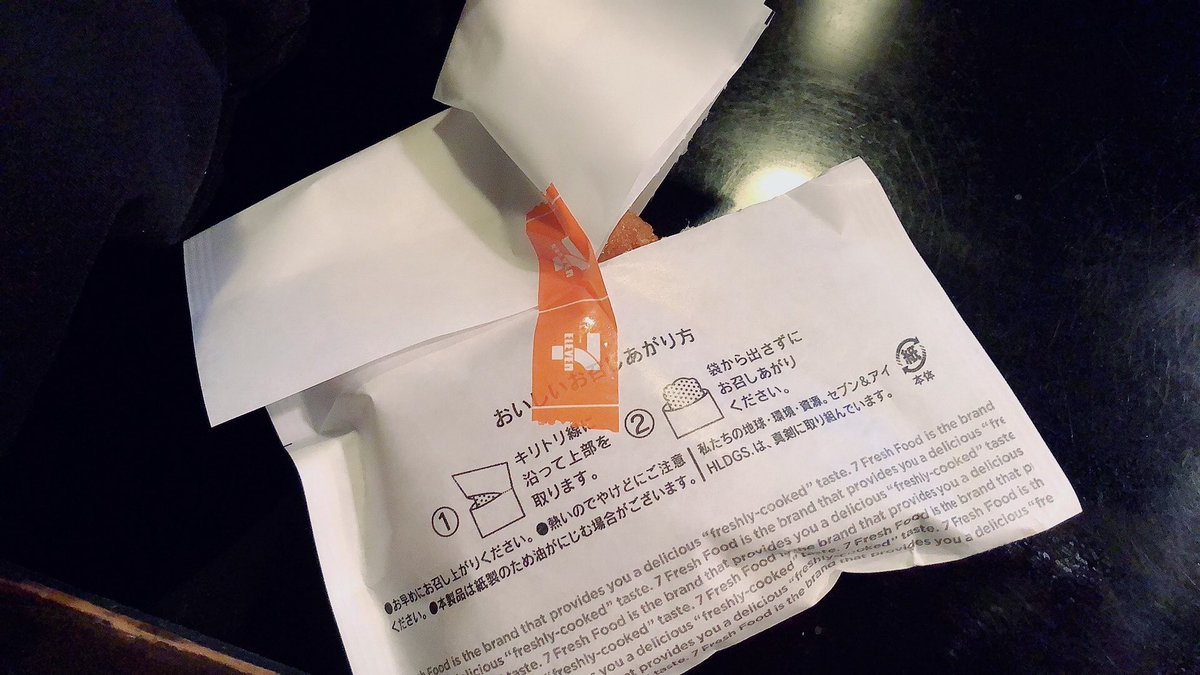 7
ELEVEN
おいしいお召しあがり方
① キリトリ線に
沿って上部を
取ります。
② 袋から出さずに
お召しあがり
ください。
紙
本体
●お早めにお召し上がりください。●熱いのでやけどにご注意
ください。●本製品は紙製のため油がにじむ場合がございます。
私たちの地球・環境・資源。セブン&アイ
HLDGS.は、真剣に取り組んでいます。
taste. 7 Fresh Food is the brand
Fresh Food is the brand that provides you a delicious "freshly-cooked" taste. 7 Fresh Food is the brand that provides you a delicious "fre
delicious "freshly-cooked" taste. 7 Fresh Food is the brand that provides you a delicious "freshly-cooked" taste
taste. 7 Fresh Food is the brand that provides you a delicious
"freshly-cooked" taste. 7 Fresh Food is the brand that p
that provides you a delicious "freshly-cooked" taste. 7 Fresh Food is th